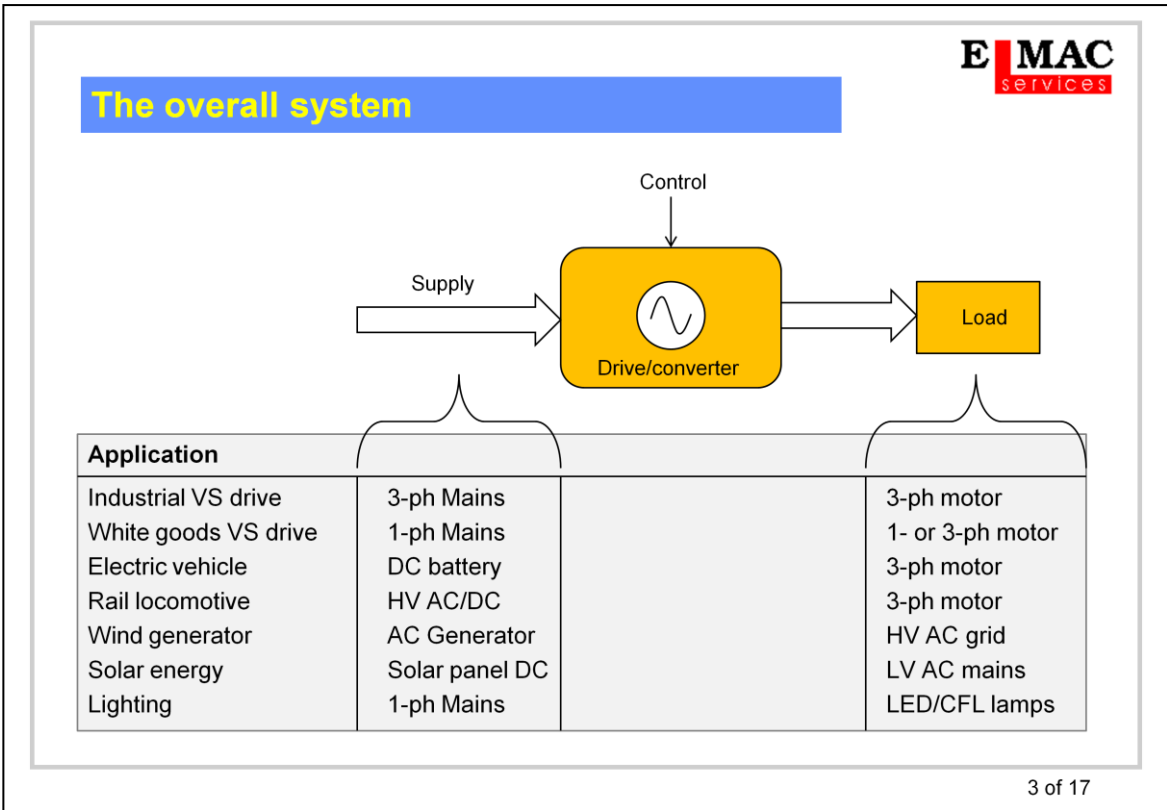 ELMAC
services
The overall system
Control
Supply
Drive/converter
Load
Application
Industrial VS drive 3-ph Mains 3-ph motor
White goods VS drive 1-ph Mains 1- or 3-ph motor
Electric vehicle DC battery 3-ph motor
Rail locomotive HV AC/DC 3-ph motor
Wind generator AC Generator HV AC grid
Solar energy Solar panel DC LV AC mains
Lighting 1-ph Mains LED/CFL lamps
3 of 17